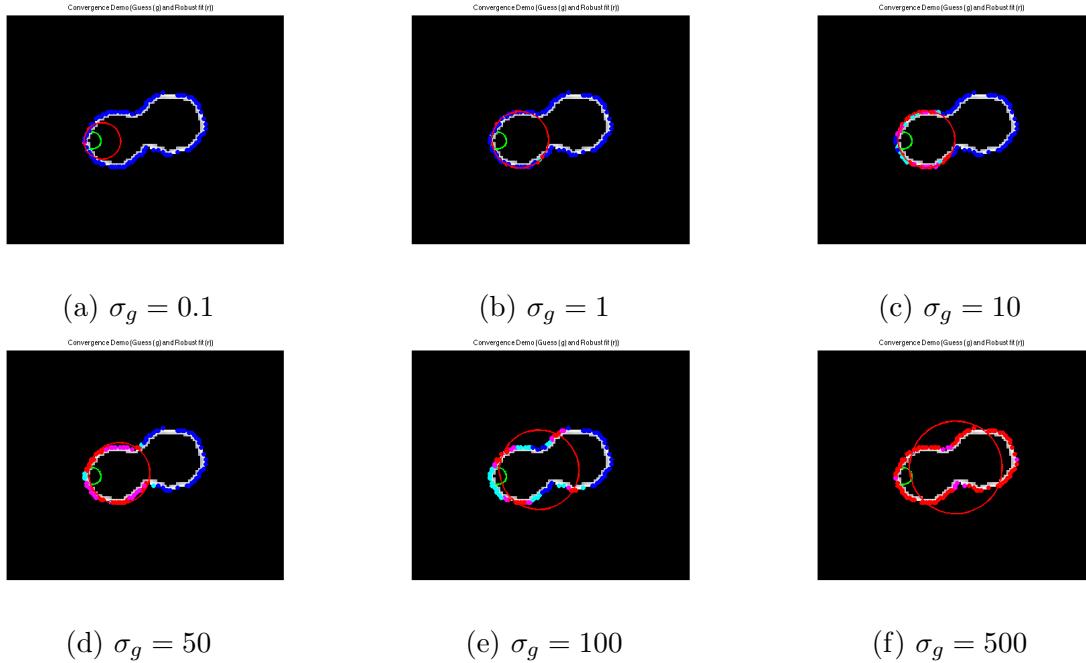 Convergence Demo (Guess (g) and Robust fit (r))
Convergence Demo (Guess (g) and Robust fit (r))
Convergence Demo (Guess (g) and Robust fit (r))
(a) σg = 0.1
(b) σg = 1
(c) σg = 10
Convergence Demo (Guess (g) and Robust fit (r))
Convergence Demo (Guess (g) and Robust fit (r))
Convergence Demo (Guess (g) and Robust fit (r))
(d) σg = 50
(e) σg = 100
(f) σg = 500